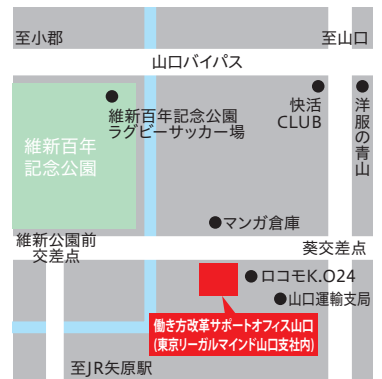 至小郡
至山口
山口バイパス
維新百年記念公園
ラグビーサッカー場
快活
CLUB
洋服の青山
維新百年
記念公園
マンガ倉庫
維新公園前
交差点
葵交差点
ロコモK.O24
山口運輸支局
働き方改革サポートオフィス山口
(東京リーガルマインド山口支社内)
至JR矢原駅